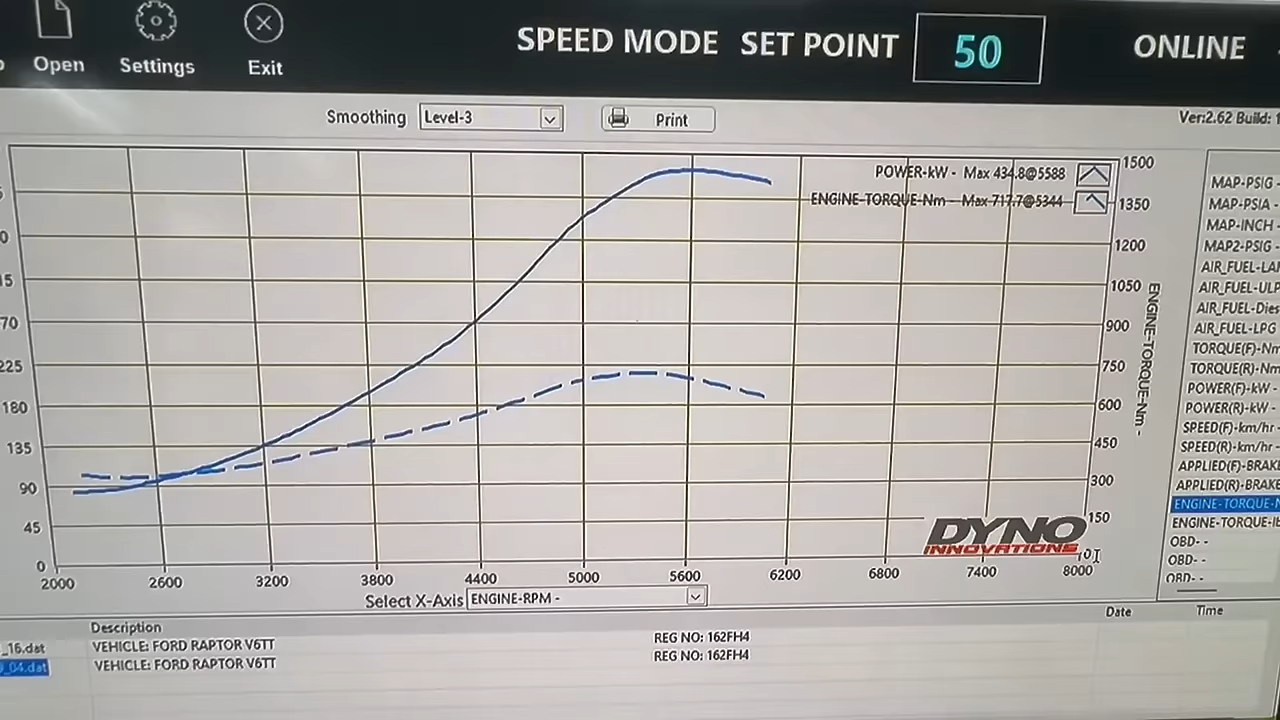 Open
Settings
Exit
SPEED MODE SET POINT 50 ONLINE
Smoothing Level-3 Print
Ver:2.62 Build:
POWER-kW - Max 434.8@5588
ENGINE-TORQUE-Nm - Max 717.7@5344
1500
1350
1200
1050
900
750
600
450
300
150
0
ENGINE-TORQUE-Nm -
70
225
180
135
90
45
0
2000 2600 3200 3800 4400 5000 5600 6200 6800 7400 8000
DYNO
INNOVATIONS
Select X-Axis ENGINE-RPM -
MAP-PSIG -
MAP-PSIA -
MAP-INCH -
MAP2-PSIG -
AIR_FUEL-LA
AIR_FUEL-ULP
AIR_FUEL-Dies
AIR_FUEL-LPG
TORQUE(F)-Nm
TORQUE(R)-Nm
POWER(F)-kW -
POWER(R)-kW -
SPEED(F)-km/hr -
SPEED(R)-km/hr -
APPLIED(F)-BRAKE
APPLIED(R)-BRAKE
ENGINE-TORQUE-N
ENGINE-TORQUE-
OBD- -
OBD- -
OBD- -
Description Date Time
_16.dat VEHICLE: FORD RAPTOR V6TT REG NO: 162FH4
_04.dat VEHICLE: FORD RAPTOR V6TT REG NO: 162FH4